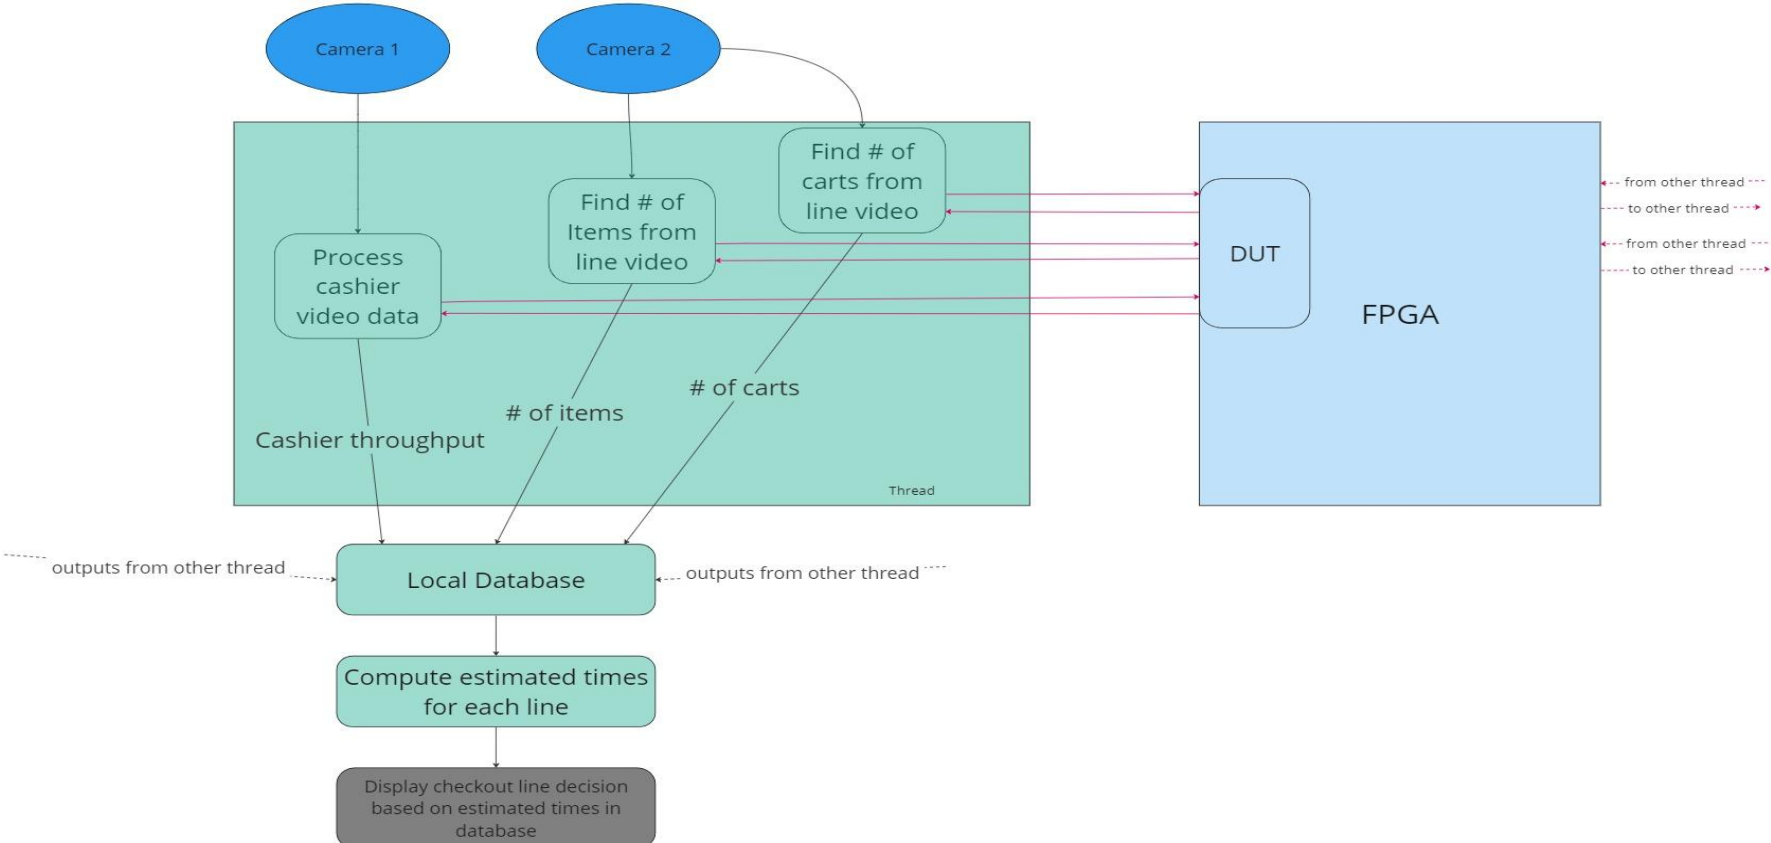 Camera 1
Camera 2
Find # of
carts from
line video
Find # of
Items from
line video
Process
cashier
video data
DUT
FPGA
from other thread
to other thread
from other thread
to other thread
# of carts
# of items
Cashier throughput
Thread
outputs from other thread
Local Database
outputs from other thread
Compute estimated times
for each line
Display checkout line decision
based on estimated times in
database